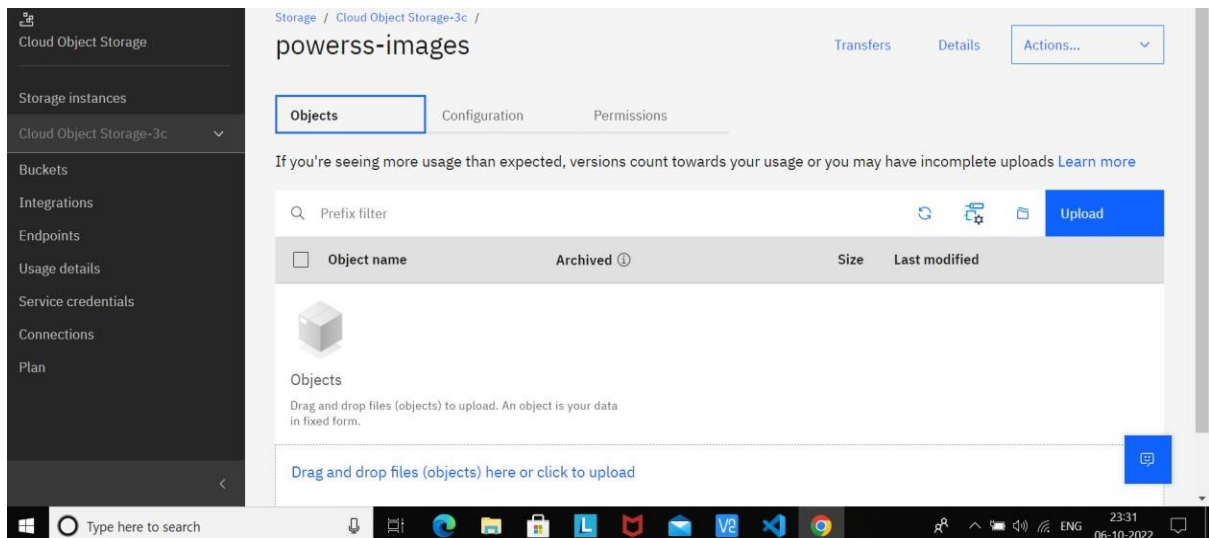 Cloud Object Storage
Storage instances
Cloud Object Storage-3c
Buckets
Integrations
Endpoints
Usage details
Service credentials
Connections
Plan
Storage / Cloud Object Storage-3c /
powerss-images
Transfers Details Actions...
Objects Configuration Permissions
If you're seeing more usage than expected, versions count towards your usage or you may have incomplete uploads Learn more
Prefix filter Upload
Object name Archived Size Last modified
Objects
Drag and drop files (objects) to upload. An object is your data
in fixed form.
Drag and drop files (objects) here or click to upload
Type here to search ENG 23:31
06-10-2022